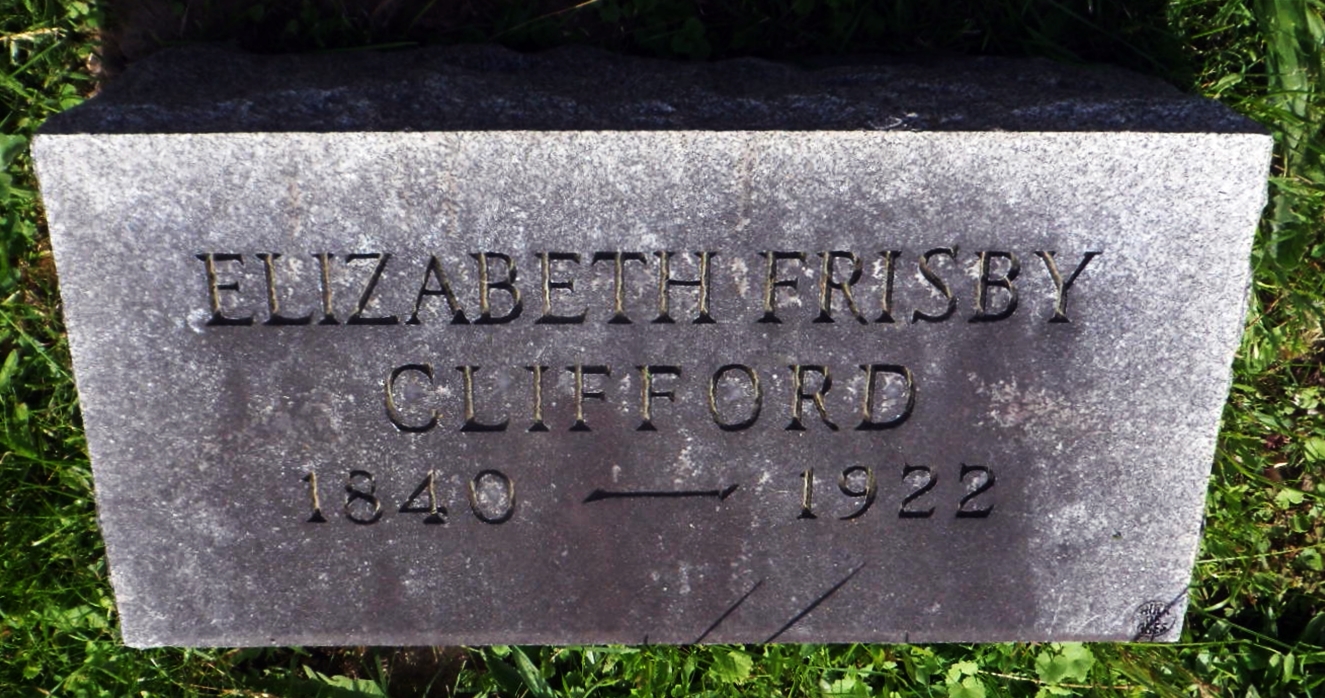 ELIZABETH FRISBY
CLIFFORD
1840 — 1922